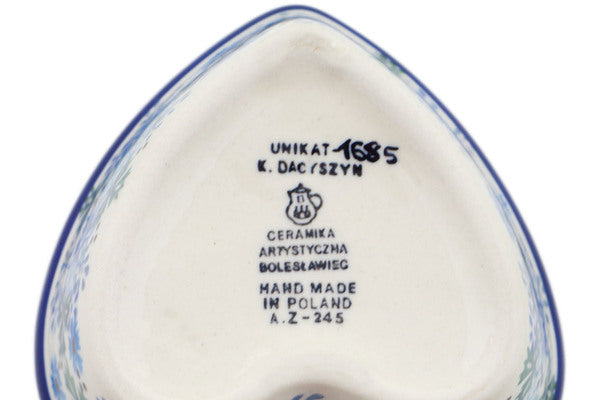 UNIKAT-1685
K. DACYSZYN
CERAMIKA
ARTYSTYCZNA
BOLESŁAWIEC
HAND MADE
IN POLAND
A.Z-245